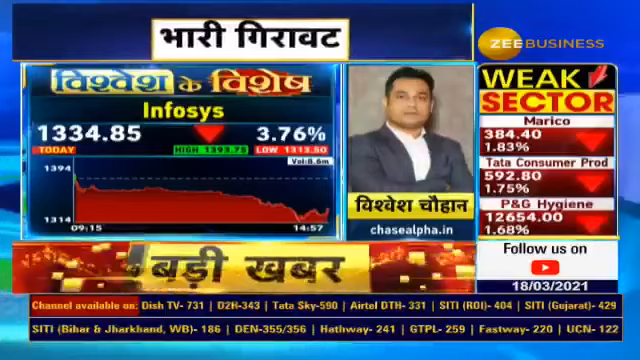 भारी गिरावट
ZEE BUSINESS
विश्वेश के विशेष
Infosys
1334.85 3.76%
TODAY HIGH 1393.75 LOW 1313.50
Vol:8.6m
1394
1314
09:15 14:57
विश्वेश चौहान
chasealpha.in
WEAK
SECTOR
Marico
384.40
1.83%
Tata Consumer Prod
592.80
1.75%
P&G Hygiene
12654.00
1.68%
बड़ी खबर
Follow us on
18/03/2021
Channel available on: Dish TV- 731 | D2H-343 | Tata Sky-590 | Airtel DTH- 331 | SITI (ROI)- 404 | SITI (Gujarat)- 429
SITI (Bihar & Jharkhand, WB)- 186 | DEN-355/356 | Hathway- 241 | GTPL- 259 | Fastway- 220 | UCN- 122